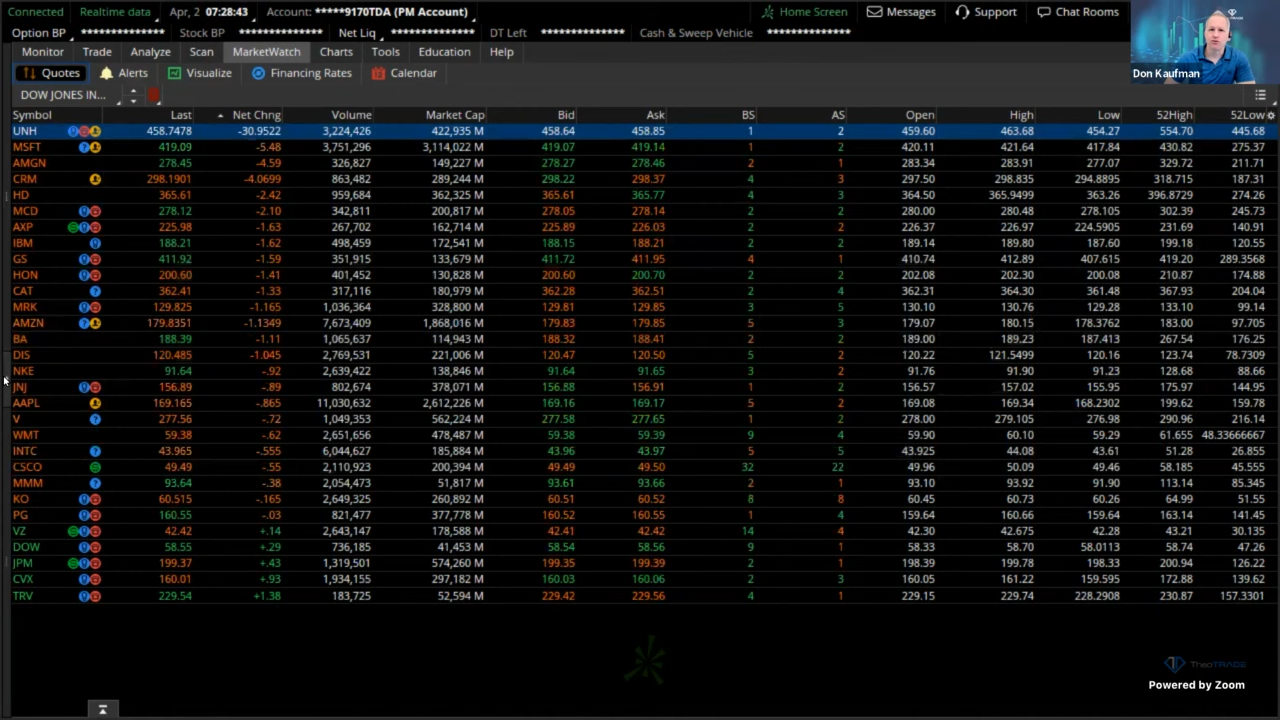 Connected Realtime data Apr, 2 07:28:43 Account: *****9170TDA (PM Account) Home Screen Messages Support Chat Rooms
Option BP ************** Stock BP ************** Net Liq ************** DT Left ************** Cash & Sweep Vehicle **************
Monitor Trade Analyze Scan MarketWatch Charts Tools Education Help
Quotes Alerts Visualize Financing Rates Calendar
Don Kaufman
DOW JONES IN...
Symbol Last Net Chng Volume Market Cap Bid Ask BS AS Open High Low 52High 52Low
UNH 458.7478 -30.9522 3,224,426 422,935 M 458.64 458.85 1 2 459.60 463.68 454.27 554.70 445.68
MSFT 419.09 -5.48 3,751,296 3,114,022 M 419.07 419.14 1 2 420.11 421.64 417.84 430.82 275.37
AMGN 278.45 -4.59 326,827 149,227 M 278.27 278.46 2 1 283.34 283.91 277.07 329.72 211.71
CRM 298.1901 -4.0699 863,482 289,244 M 298.22 298.37 4 3 297.50 298.835 294.8895 318.715 187.31
HD 365.61 -2.42 959,684 362,325 M 365.61 365.77 4 3 364.50 365.9499 363.26 396.8729 274.26
MCD 278.12 -2.10 342,811 200,817 M 278.05 278.14 2 2 280.00 280.48 278.105 302.39 245.73
AXP 225.98 -1.63 267,702 162,714 M 225.89 226.03 2 2 226.37 226.97 224.5905 231.69 140.91
IBM 188.21 -1.62 498,459 172,541 M 188.15 188.21 2 2 189.14 189.80 187.60 199.18 120.55
GS 411.92 -1.59 351,915 133,679 M 411.72 411.95 4 1 410.74 412.89 407.615 419.20 289.3568
HON 200.60 -1.41 401,452 130,828 M 200.60 200.70 2 2 202.08 202.30 200.08 210.87 174.88
CAT 362.41 -1.33 317,116 180,979 M 362.28 362.51 2 4 362.31 364.30 361.48 367.93 204.04
MRK 129.825 -1.165 1,036,364 328,800 M 129.81 129.85 3 5 130.10 130.76 129.28 133.10 99.14
AMZN 179.8351 -1.1349 7,673,409 1,868,016 M 179.83 179.85 5 3 179.07 180.15 178.3762 183.00 97.705
BA 188.39 -1.11 1,065,637 114,943 M 188.32 188.41 2 2 189.00 189.23 187.413 267.54 176.25
DIS 120.485 -1.045 2,769,531 221,006 M 120.47 120.50 5 2 120.22 121.5499 120.16 123.74 78.7309
NKE 91.64 -.92 2,639,422 138,846 M 91.64 91.65 3 2 91.76 91.90 91.23 128.68 88.66
JNJ 156.89 -.89 802,674 378,071 M 156.88 156.91 1 2 156.57 157.02 155.95 175.97 144.95
AAPL 169.165 -.865 11,030,632 2,612,226 M 169.16 169.17 5 2 169.08 169.34 168.2302 199.62 159.78
V 277.56 -.72 1,049,353 562,224 M 277.58 277.65 1 2 278.00 279.105 276.98 290.96 216.14
WMT 59.38 -.62 2,651,656 478,487 M 59.38 59.39 9 4 59.90 60.10 59.29 61.655 48.33666667
INTC 43.965 -.555 6,044,627 185,884 M 43.96 43.97 5 5 43.925 44.08 43.61 51.28 26.855
CSCO 49.49 -.55 2,110,923 200,394 M 49.49 49.50 32 22 49.96 50.09 49.46 58.185 45.555
MMM 93.64 -.38 2,054,473 51,817 M 93.61 93.66 2 1 93.10 93.92 91.90 113.14 85.345
KO 60.515 -.165 2,649,325 260,892 M 60.51 60.52 8 8 60.45 60.73 60.26 64.99 51.55
PG 160.55 -.03 821,477 377,778 M 160.52 160.55 1 4 159.64 160.66 159.64 163.14 141.45
VZ 42.42 +.14 2,643,147 178,588 M 42.41 42.42 14 4 42.30 42.675 42.28 43.21 30.135
DOW 58.55 +.29 736,185 41,453 M 58.54 58.56 9 1 58.33 58.70 58.0113 58.74 47.26
JPM 199.37 +.43 1,319,501 574,260 M 199.35 199.39 2 1 198.39 199.78 198.33 200.94 126.22
CVX 160.01 +.93 1,934,155 297,182 M 160.03 160.06 2 3 160.05 161.22 159.595 172.88 139.62
TRV 229.54 +1.38 183,725 52,594 M 229.42 229.56 4 1 229.15 229.74 228.2908 230.87 157.3301
TheoTRADE
Powered by Zoom